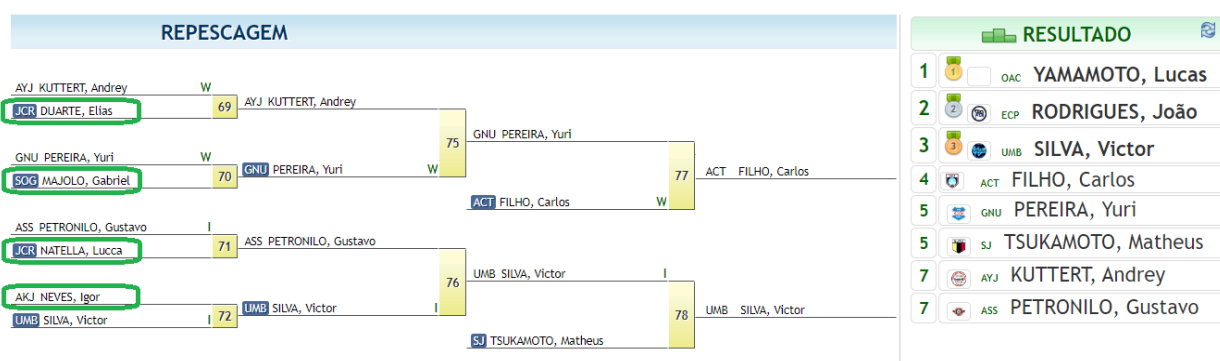 REPESCAGEM
AYJ KUTTERT, Andrey W
JCR DUARTE, Elias
69
AYJ KUTTERT, Andrey
GNU PEREIRA, Yuri W
SOG MAJOLO, Gabriel
70
GNU PEREIRA, Yuri W
75
GNU PEREIRA, Yuri
ACT FILHO, Carlos W
77
ACT FILHO, Carlos
ASS PETRONILO, Gustavo I
JCR NATELLA, Lucca
71
ASS PETRONILO, Gustavo
AKJ NEVES, Igor
UMB SILVA, Victor I
72
UMB SILVA, Victor I
76
UMB SILVA, Victor I
SJ TSUKAMOTO, Matheus
78
UMB SILVA, Victor
RESULTADO
1 1 OAC YAMAMOTO, Lucas
2 2 ECP RODRIGUES, João
3 3 UMB SILVA, Victor
4 ACT FILHO, Carlos
5 GNU PEREIRA, Yuri
5 SJ TSUKAMOTO, Matheus
7 AYJ KUTTERT, Andrey
7 ASS PETRONILO, Gustavo